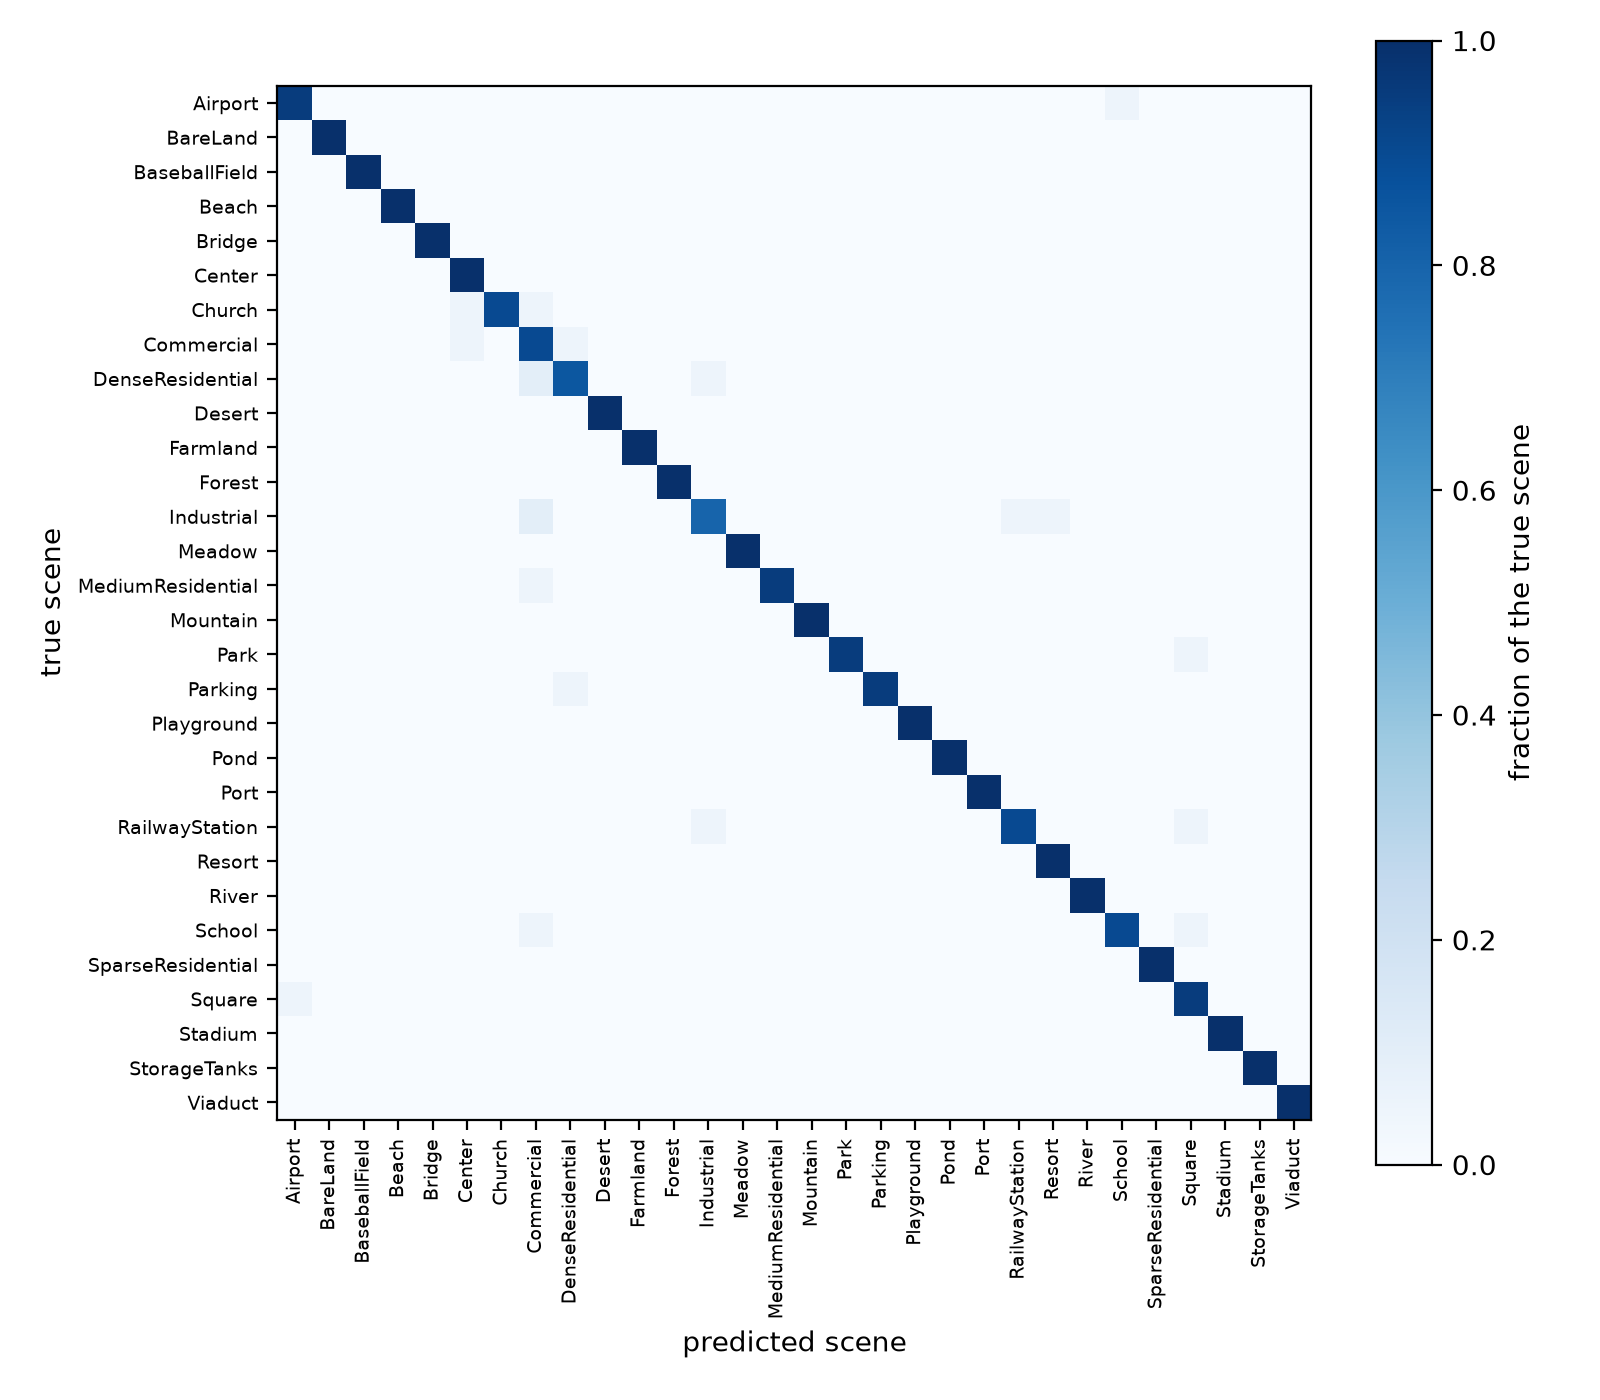 1.0
0.8
0.6
0.4
0.2
0.0
fraction of the true scene
true scene
Airport
BareLand
BaseballField
Beach
Bridge
Center
Church
Commercial
DenseResidential
Desert
Farmland
Forest
Industrial
Meadow
MediumResidential
Mountain
Park
Parking
Playground
Pond
Port
RailwayStation
Resort
River
School
SparseResidential
Square
Stadium
StorageTanks
Viaduct
Airport
BareLand
BaseballField
Beach
Bridge
Center
Church
Commercial
DenseResidential
Desert
Farmland
Forest
Industrial
Meadow
MediumResidential
Mountain
Park
Parking
Playground
Pond
Port
RailwayStation
Resort
River
School
SparseResidential
Square
Stadium
StorageTanks
Viaduct
predicted scene